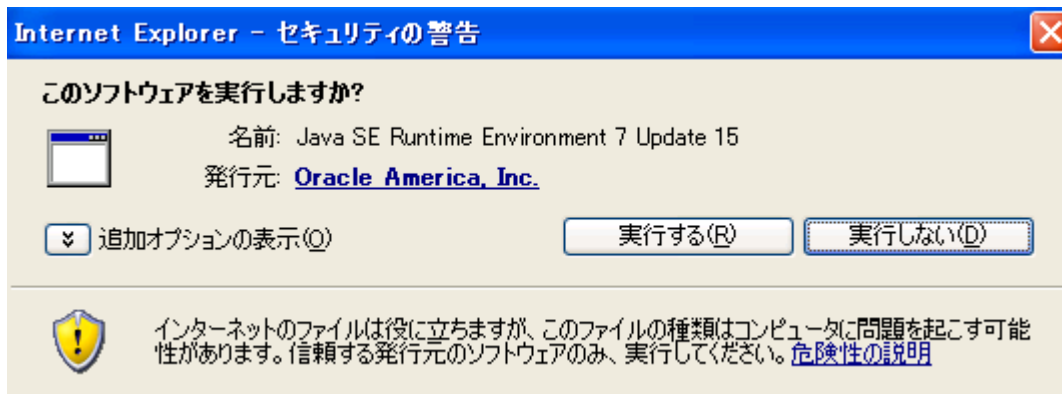 Internet Explorer - セキュリティの警告
このソフトウェアを実行しますか?
名前: Java SE Runtime Environment 7 Update 15
発行元: Oracle America, Inc.
追加オプションの表示(O)
実行する(R)
実行しない(D)
インターネットのファイルは役に立ちますが、このファイルの種類はコンピュータに問題を起こす可能
性があります。信頼する発行元のソフトウェアのみ、実行してください。危険性の説明